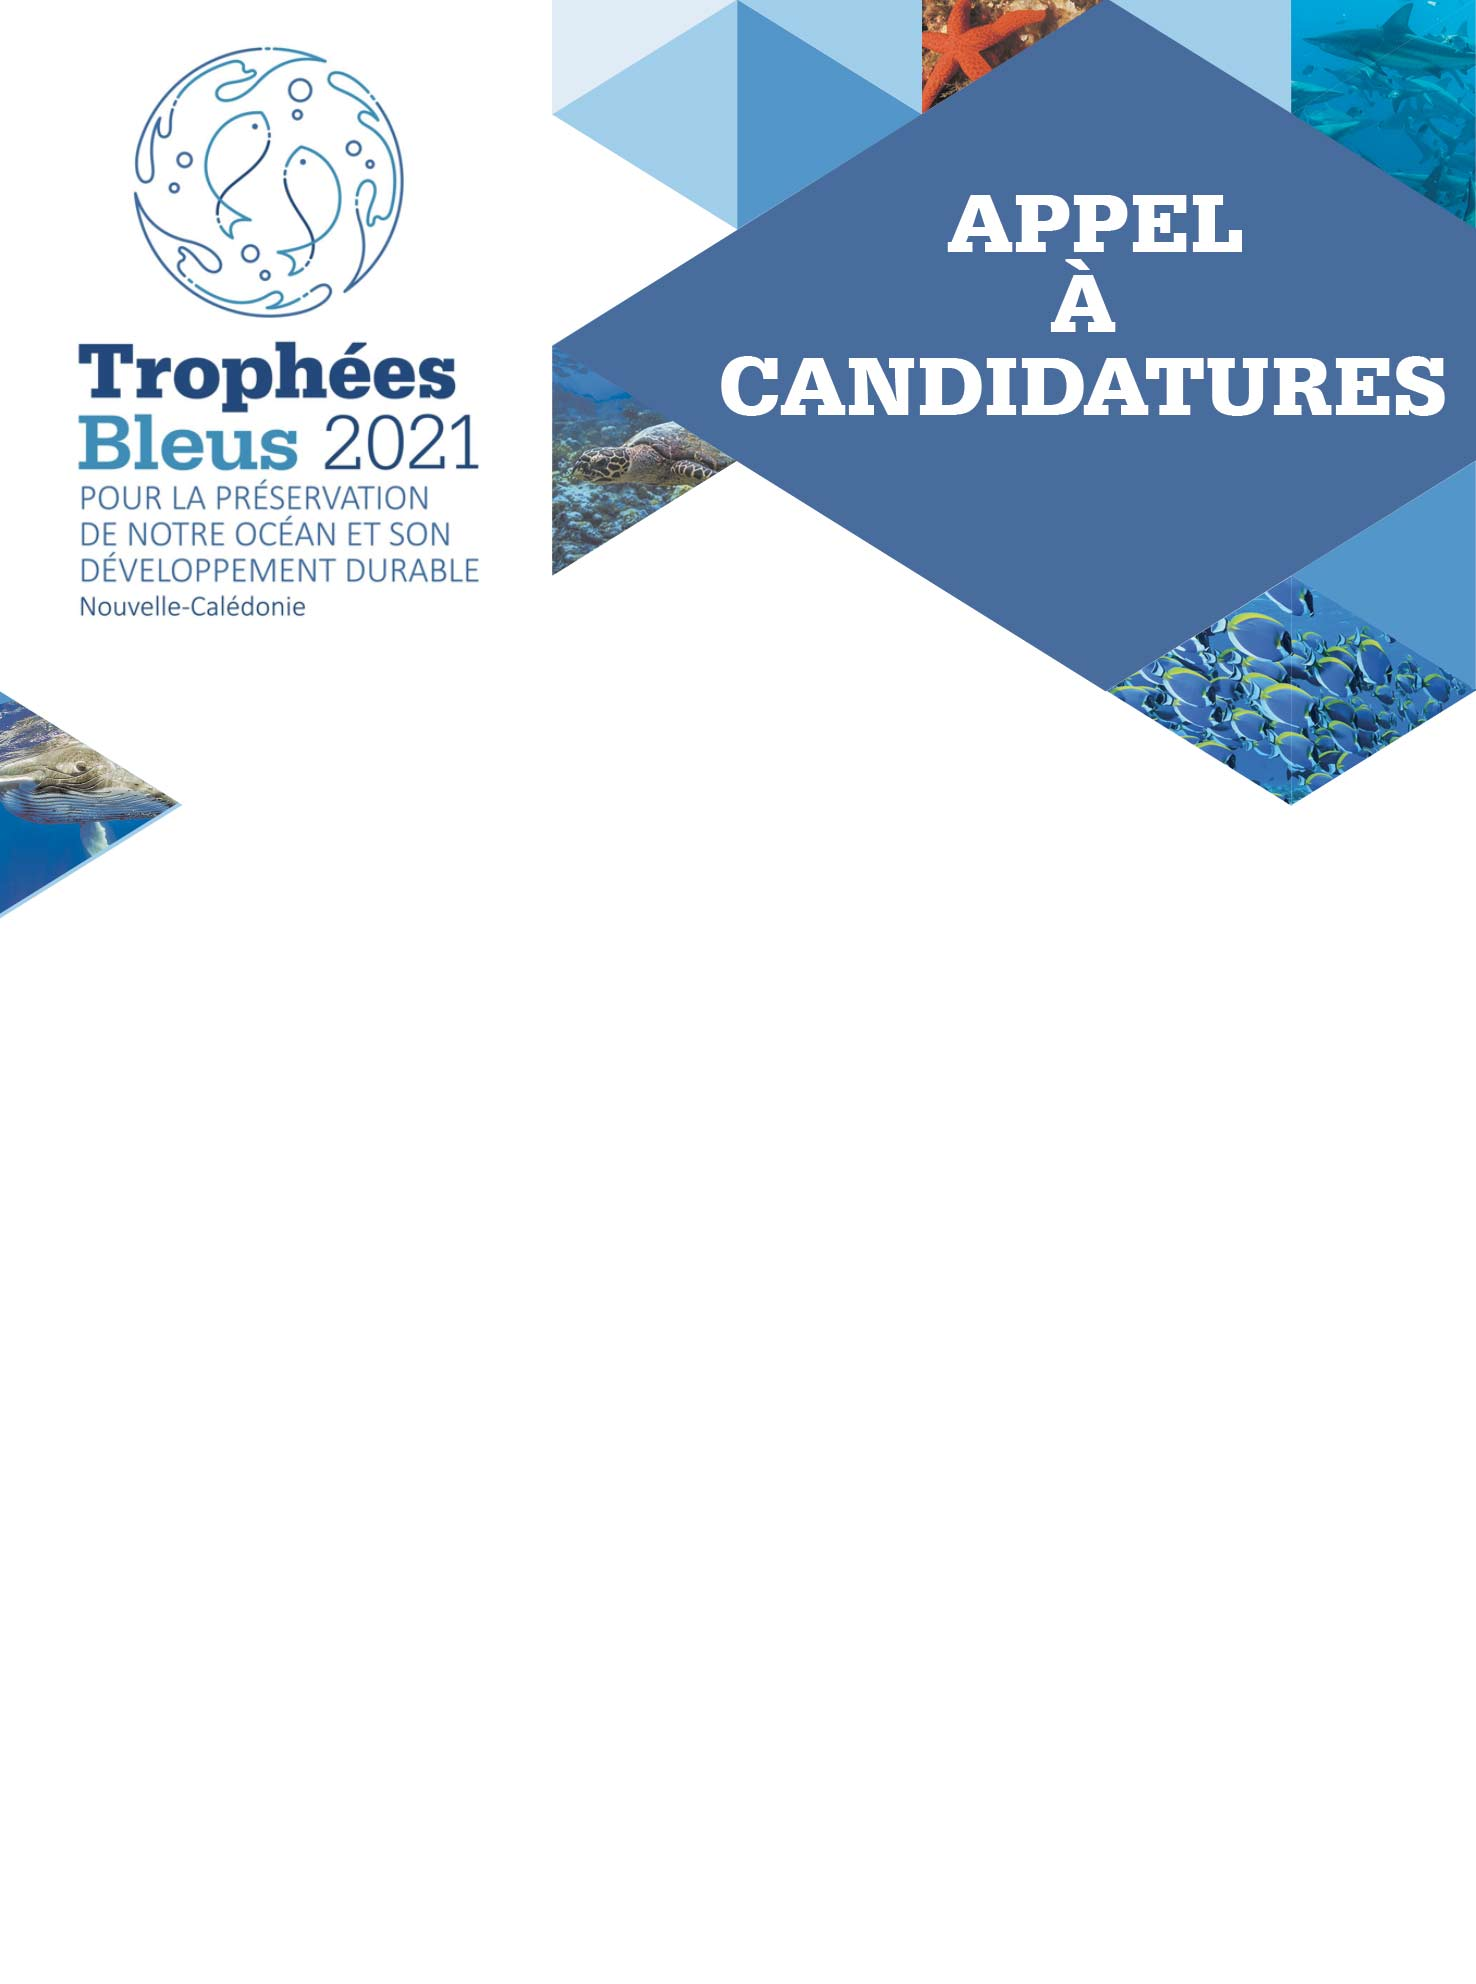 Trophées
Bleus 2021
POUR LA PRÉSERVATION
DE NOTRE OCÉAN ET SON
DÉVELOPPEMENT DURABLE
Nouvelle-Calédonie
APPEL
À
CANDIDATURES